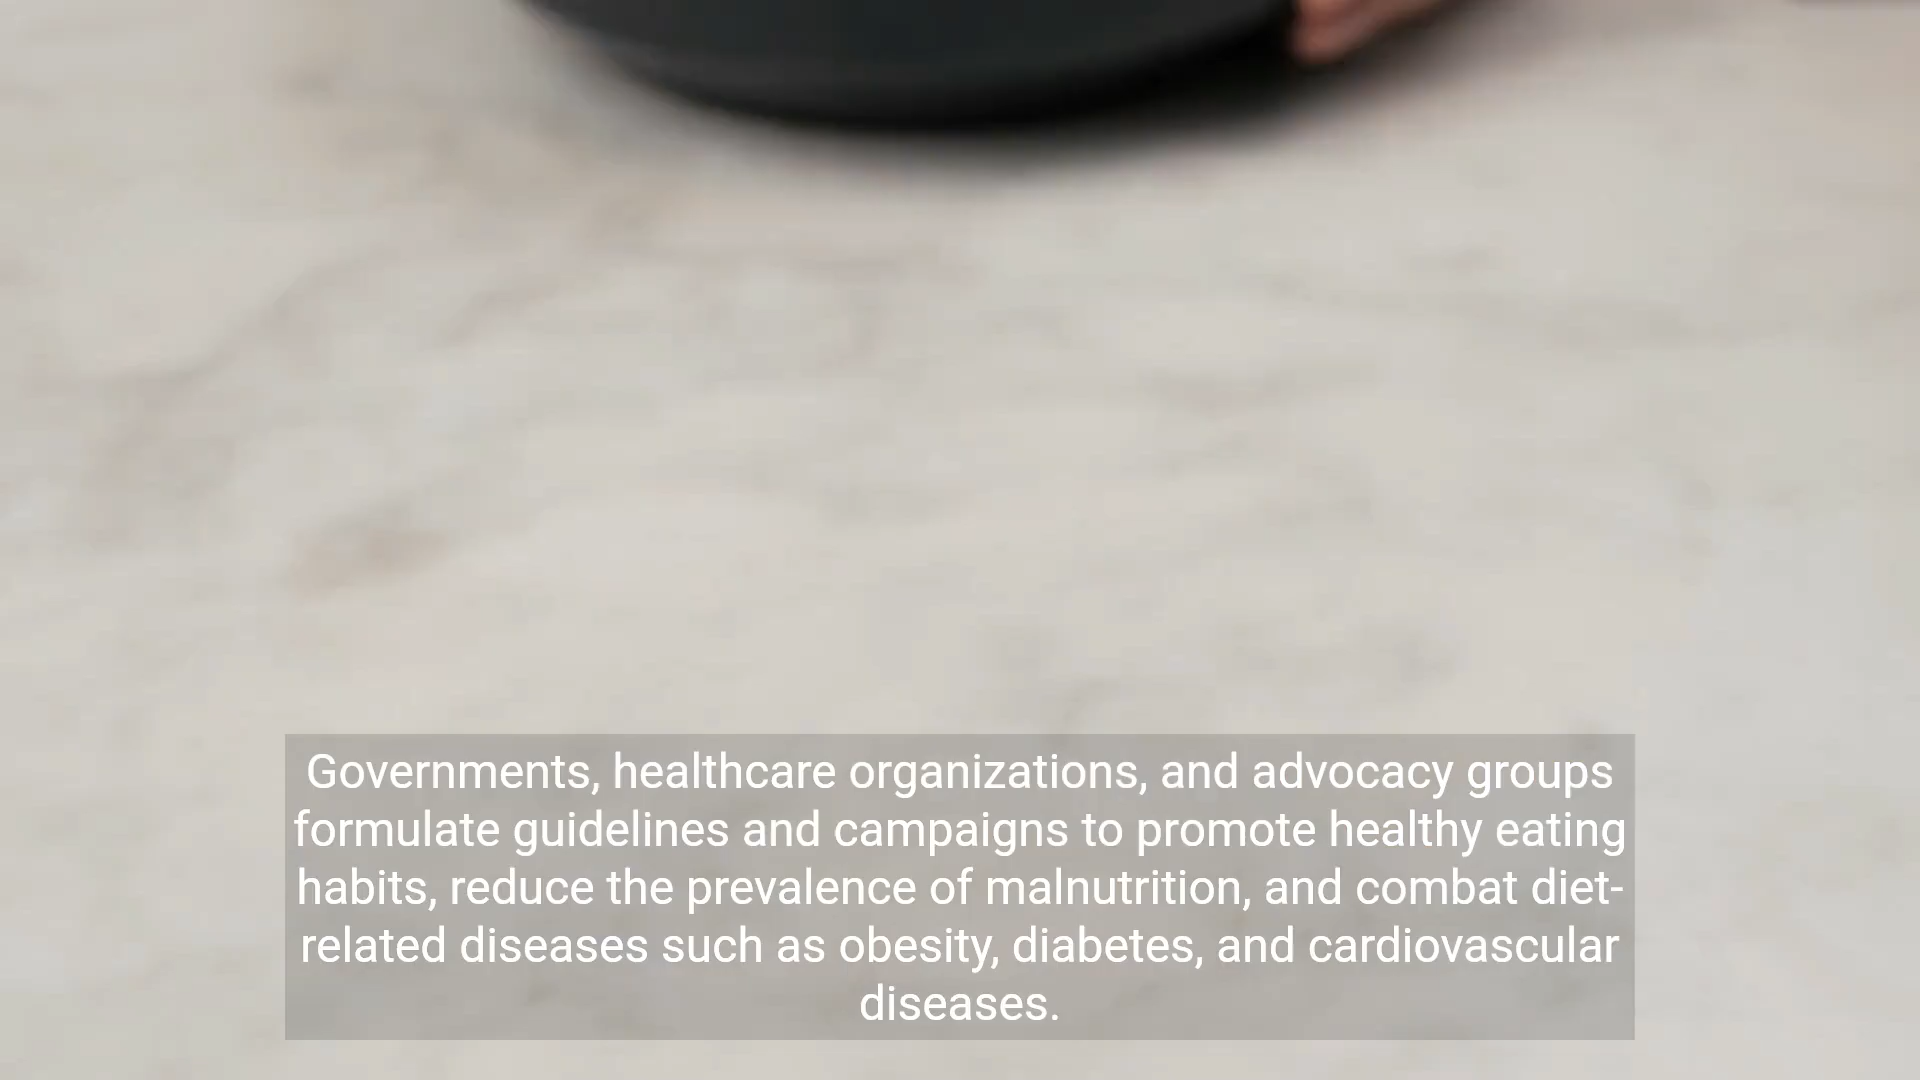 Governments, healthcare organizations, and advocacy groups
formulate guidelines and campaigns to promote healthy eating
habits, reduce the prevalence of malnutrition, and combat diet-
related diseases such as obesity, diabetes, and cardiovascular
diseases.